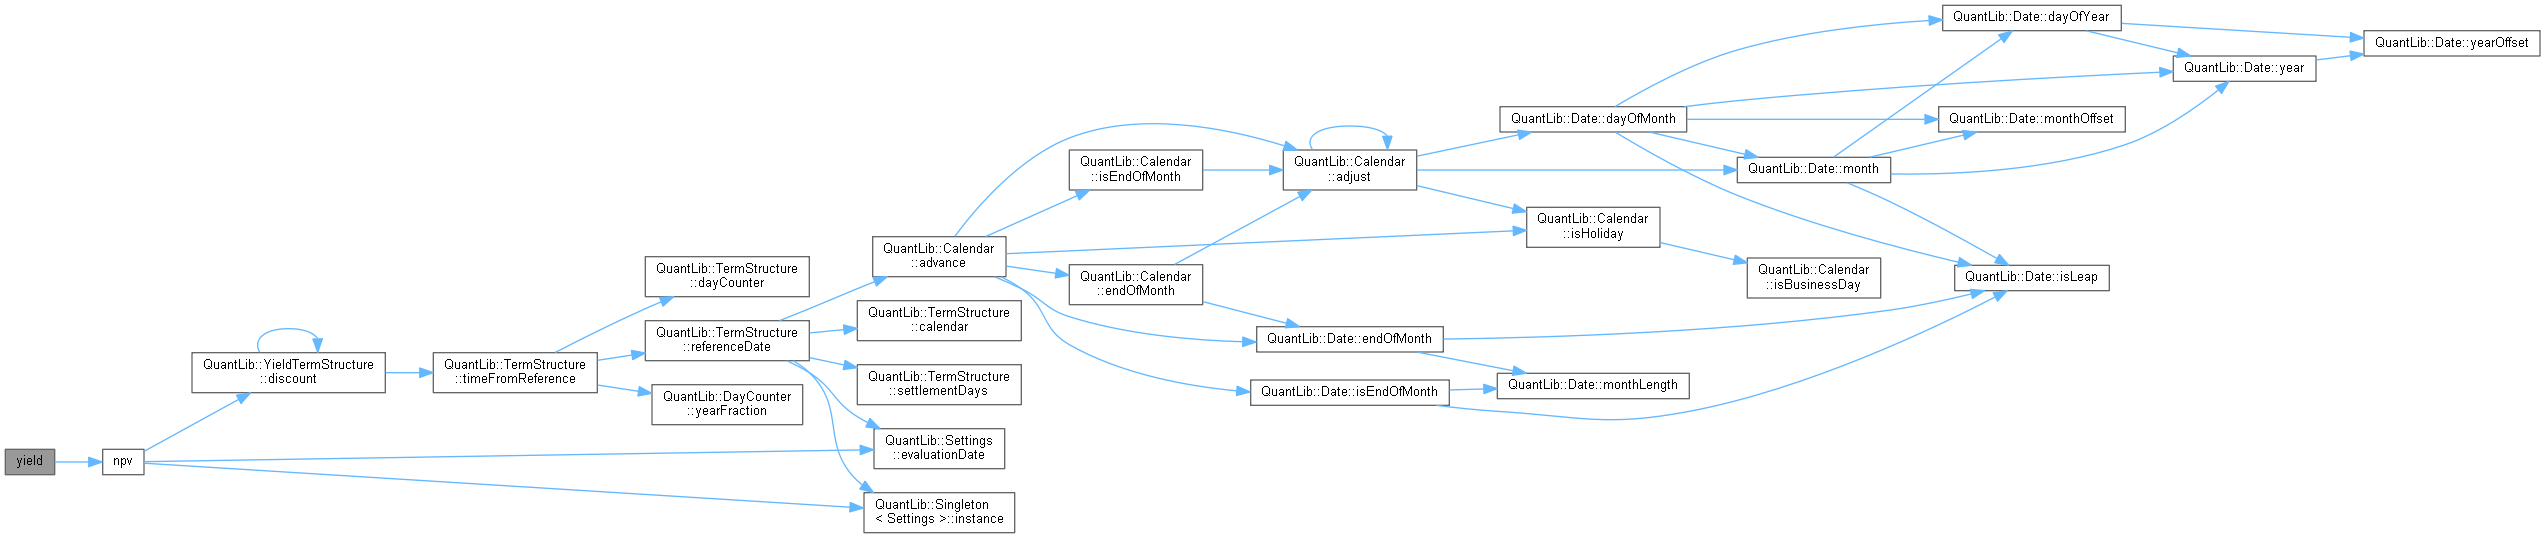 yield
npv
QuantLib::YieldTermStructure
::discount
QuantLib::TermStructure
::timeFromReference
QuantLib::TermStructure
::dayCounter
QuantLib::TermStructure
::referenceDate
QuantLib::DayCounter
::yearFraction
QuantLib::Calendar
::advance
QuantLib::TermStructure
::calendar
QuantLib::TermStructure
::settlementDays
QuantLib::Settings
::evaluationDate
QuantLib::Singleton
< Settings >::instance
QuantLib::Calendar
::isEndOfMonth
QuantLib::Calendar
::endOfMonth
QuantLib::Calendar
::adjust
QuantLib::Date::endOfMonth
QuantLib::Date::isEndOfMonth
QuantLib::Date::dayOfMonth
QuantLib::Calendar
::isHoliday
QuantLib::Date::monthLength
QuantLib::Date::month
QuantLib::Calendar
::isBusinessDay
QuantLib::Date::dayOfYear
QuantLib::Date::monthOffset
QuantLib::Date::isLeap
QuantLib::Date::year
QuantLib::Date::yearOffset